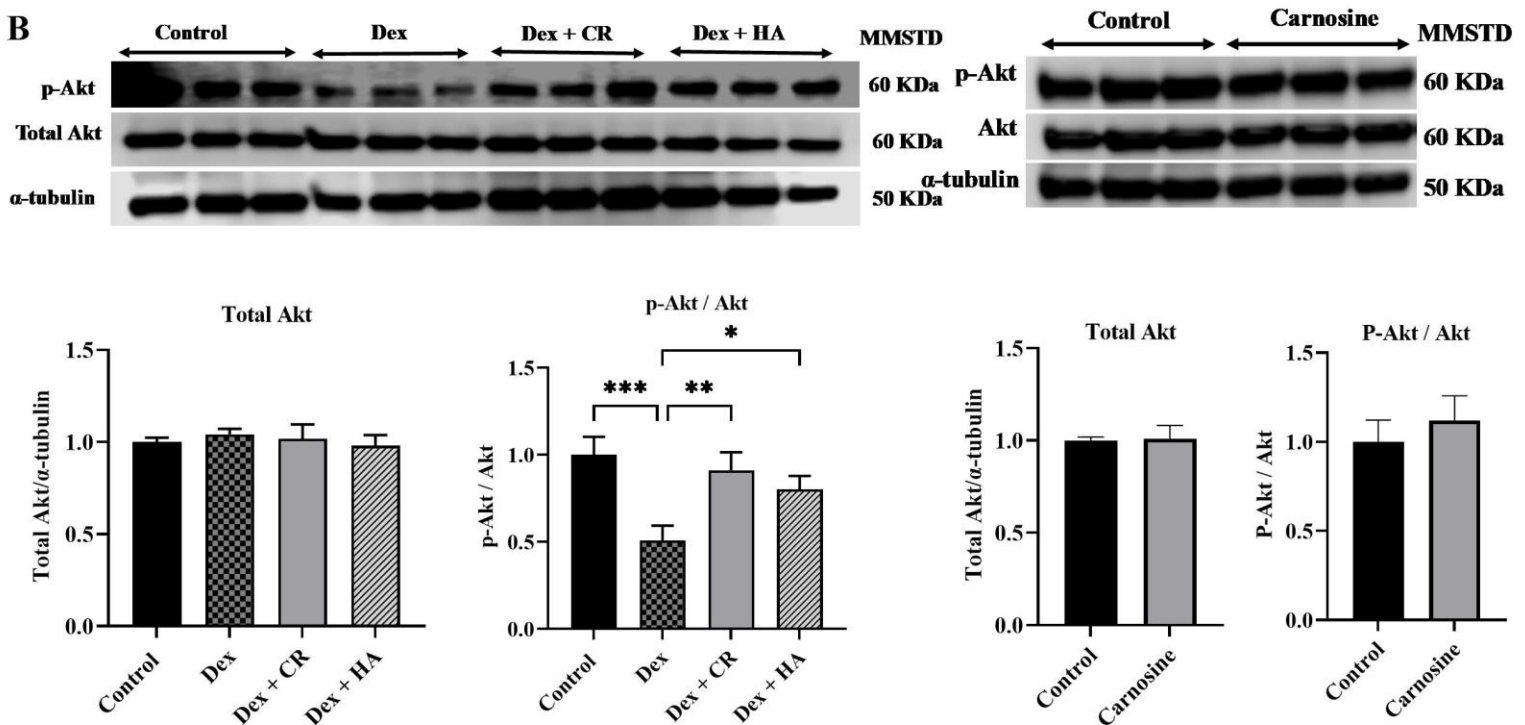 B
Control Dex Dex + CR Dex + HA MMSTD
p-Akt 60 KDa
Total Akt 60 KDa
α-tubulin 50 KDa
Control Carnosine MMSTD
p-Akt 60 KDa
Akt 60 KDa
α-tubulin 50 KDa
Total Akt
Total Akt/α-tubulin
1.5
1.0
0.5
0.0
Control
Dex
Dex + CR
Dex + HA
p-Akt / Akt
p-Akt / Akt
1.5
1.0
0.5
0.0
*
*** **
Control
Dex
Dex + CR
Dex + HA
Total Akt
Total Akt/α-tubulin
1.5
1.0
0.5
0.0
Control
Carnosine
P-Akt / Akt
P-Akt / Akt
1.5
1.0
0.5
0.0
Control
Carnosine